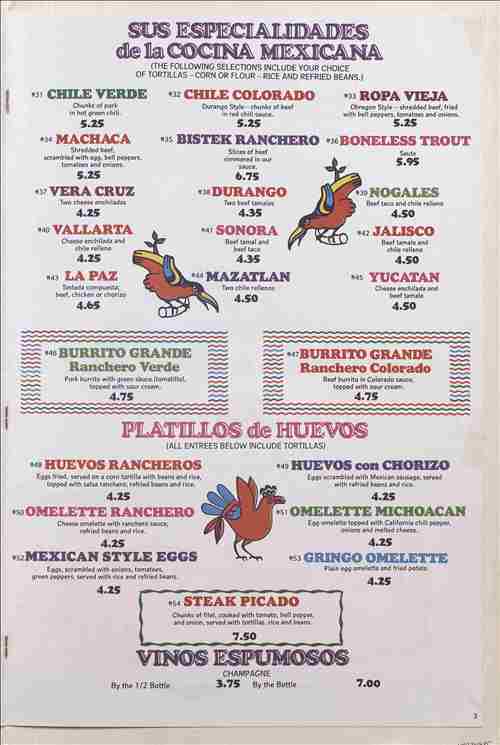 SUS ESPECIALIDADES
de la COCINA MEXICANA
(THE FOLLOWING SELECTIONS INCLUDE YOUR CHOICE
OF TORTILLAS - CORN OR FLOUR - RICE AND REFRIED BEANS.)
#31 CHILE VERDE
Chunks of pork
in hot green chili.
5.25
#32 CHILE COLORADO
Durango Style - chunks of beef
in red chili sauce.
5.25
#33 ROPA VIEJA
Obregon Style - shredded beef, fried
with bell peppers, tomatoes and onions.
5.25
#34 MACHACA
Shredded beef,
scrambled with egg, bell peppers,
tomatoes and onions.
5.25
#35 BISTEK RANCHERO
Slices of beef
simmered in our
sauce.
6.75
#36 BONELESS TROUT
Saute
5.95
#37 VERA CRUZ
Two cheese enchiladas
4.25
#38 DURANGO
Two beef tamales
4.35
#39 NOGALES
Beef taco and chile relleno
4.50
#40 VALLARTA
Cheese enchilada and
chile relleno
4.25
#41 SONORA
Beef tamal and
beef taco
4.35
#42 JALISCO
Beef tamale and
chile relleno
4.50
#43 LA PAZ
Tostada compuesta;
beef, chicken or chorizo
4.65
#44 MAZATLAN
Two chile rellenos
4.50
#45 YUCATAN
Cheese enchilada and
beef tamale
4.50
#46 BURRITO GRANDE
Ranchero Verde
Pork burrito with green sauce (tomatillo),
topped with sour cream.
4.75
#47 BURRITO GRANDE
Ranchero Colorado
Beef burrito in Colorado sauce,
topped with sour cream.
4.75
PLATILLOS de HUEVOS
(ALL ENTREES BELOW INCLUDE TORTILLAS)
#48 HUEVOS RANCHEROS
Eggs fried, served on a corn tortilla with beans and rice,
topped with salsa ranchera; refried beans and rice.
4.25
#49 HUEVOS con CHORIZO
Eggs scrambled with Mexican sausage, served
with refried beans and rice.
4.25
#50 OMELETTE RANCHERO
Cheese omelette with ranchera sauce,
refried beans and rice.
4.25
#51 OMELETTE MICHOACAN
Egg omelette topped with California chili pepper,
onions and melted cheese.
4.25
#52 MEXICAN STYLE EGGS
Eggs, scrambled with onions, tomatoes,
green peppers, served with rice and refried beans.
4.25
#53 GRINGO OMELETTE
Plain egg omelette and fried potato.
4.25
#54 STEAK PICADO
Chunks of filet, cooked with tomato, bell pepper,
and onion, served with tortillas, rice and beans.
7.50
VINOS ESPUMOSOS
CHAMPAGNE
By the 1/2 Bottle 3.75 By the Bottle 7.00
3